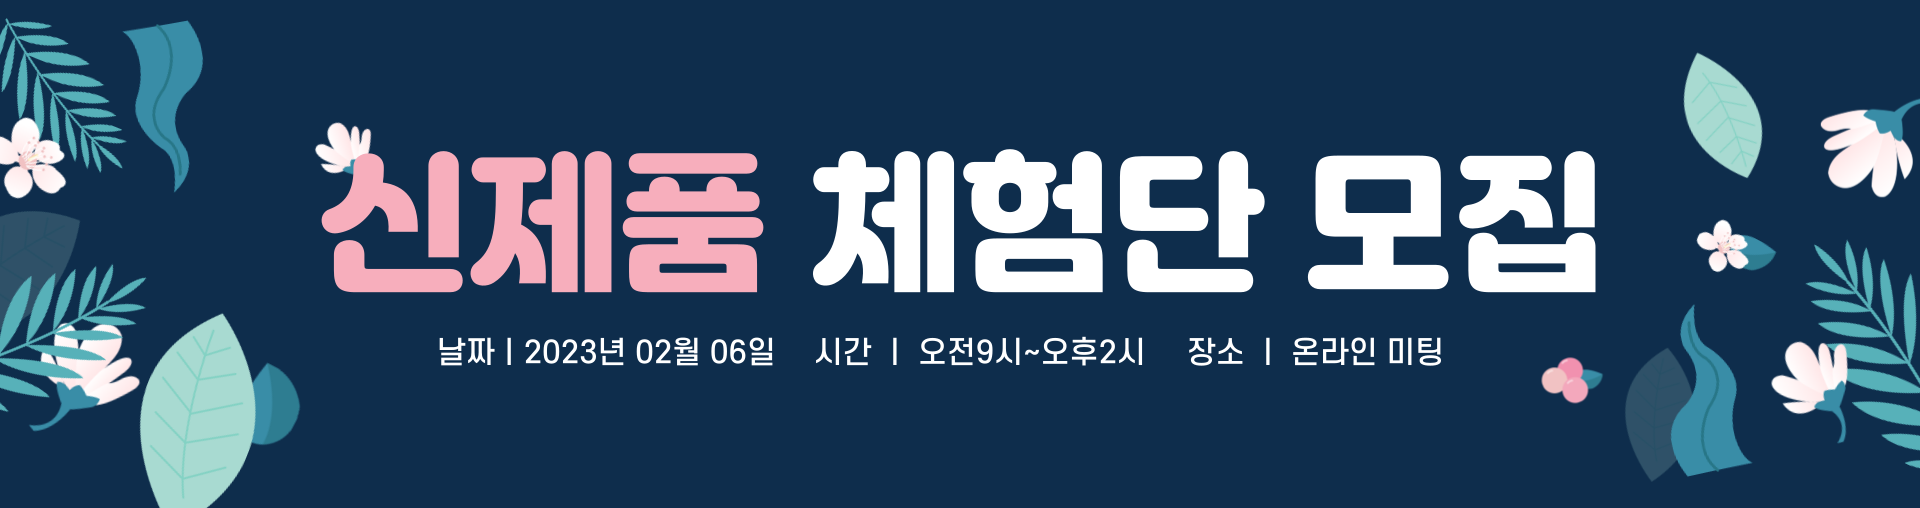 신제품 체험단 모집
날짜 | 2023년 02월 06일 시간 | 오전9시~오후2시 장소 | 온라인 미팅